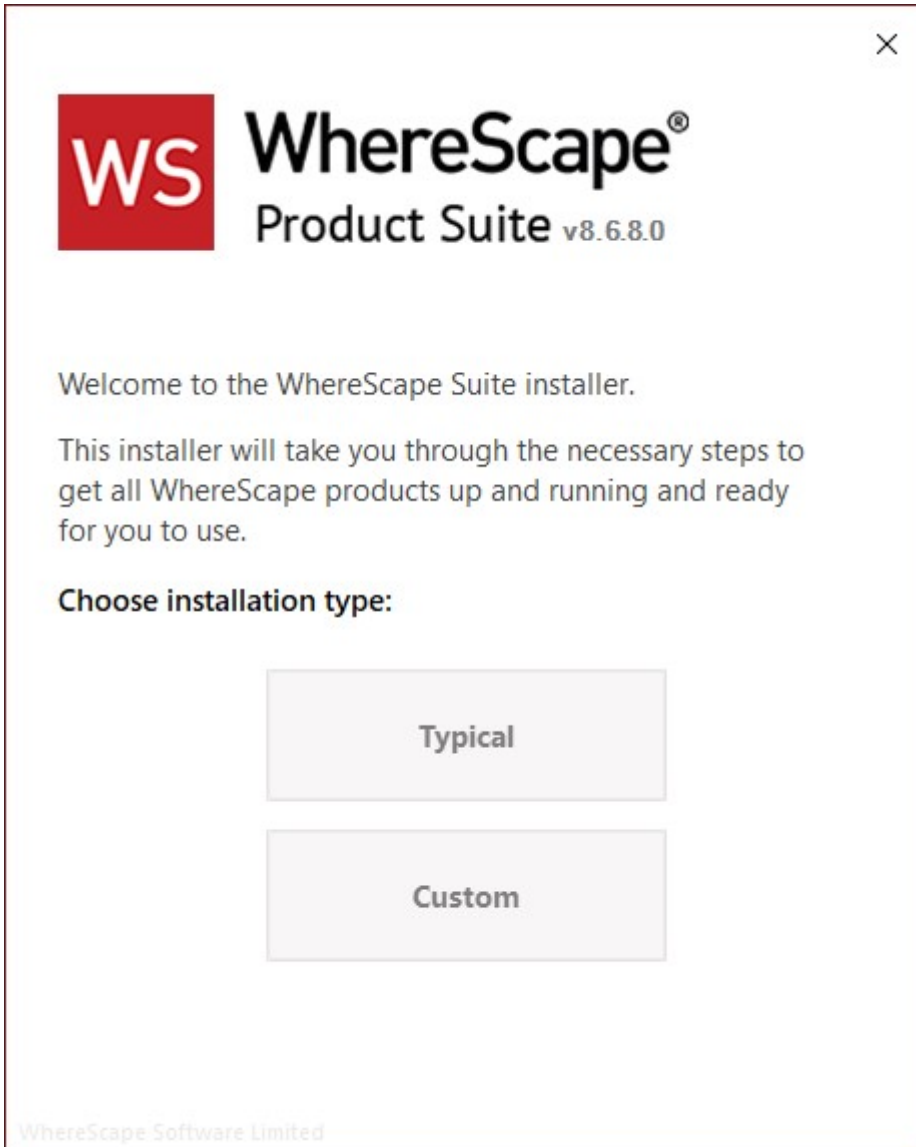 WS
WhereScape®
Product Suite v8.6.8.0
Welcome to the WhereScape Suite installer.
This installer will take you through the necessary steps to
get all WhereScape products up and running and ready
for you to use.
Choose installation type:
Typical
Custom
WhereScape Software Limited